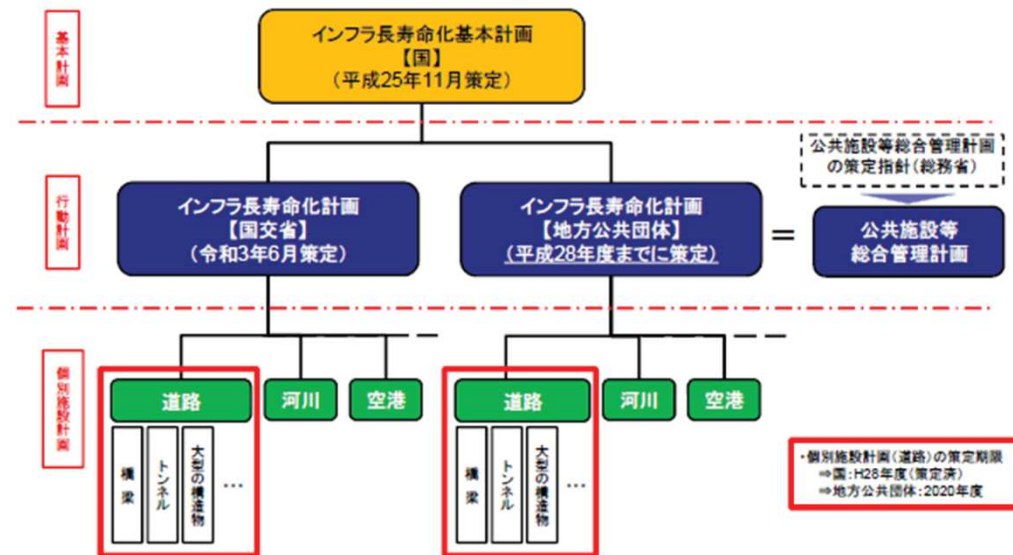 基本計画
インフラ長寿命化基本計画
【国】
（平成25年11月策定）
公共施設等総合管理計画
の策定指針（総務省）
行動計画
インフラ長寿命化計画
【国交省】
（令和3年6月策定）
インフラ長寿命化計画
【地方公共団体】
（平成28年度までに策定）
＝
公共施設等
総合管理計画
個別施設計画
道路
河川
空港
道路
河川
空港
橋梁
トンネル
大型の構造物
…
橋梁
トンネル
大型の構造物
…
・個別施設計画（道路）の策定期限
⇒国：H28年度（策定済）
⇒地方公共団体：2020年度